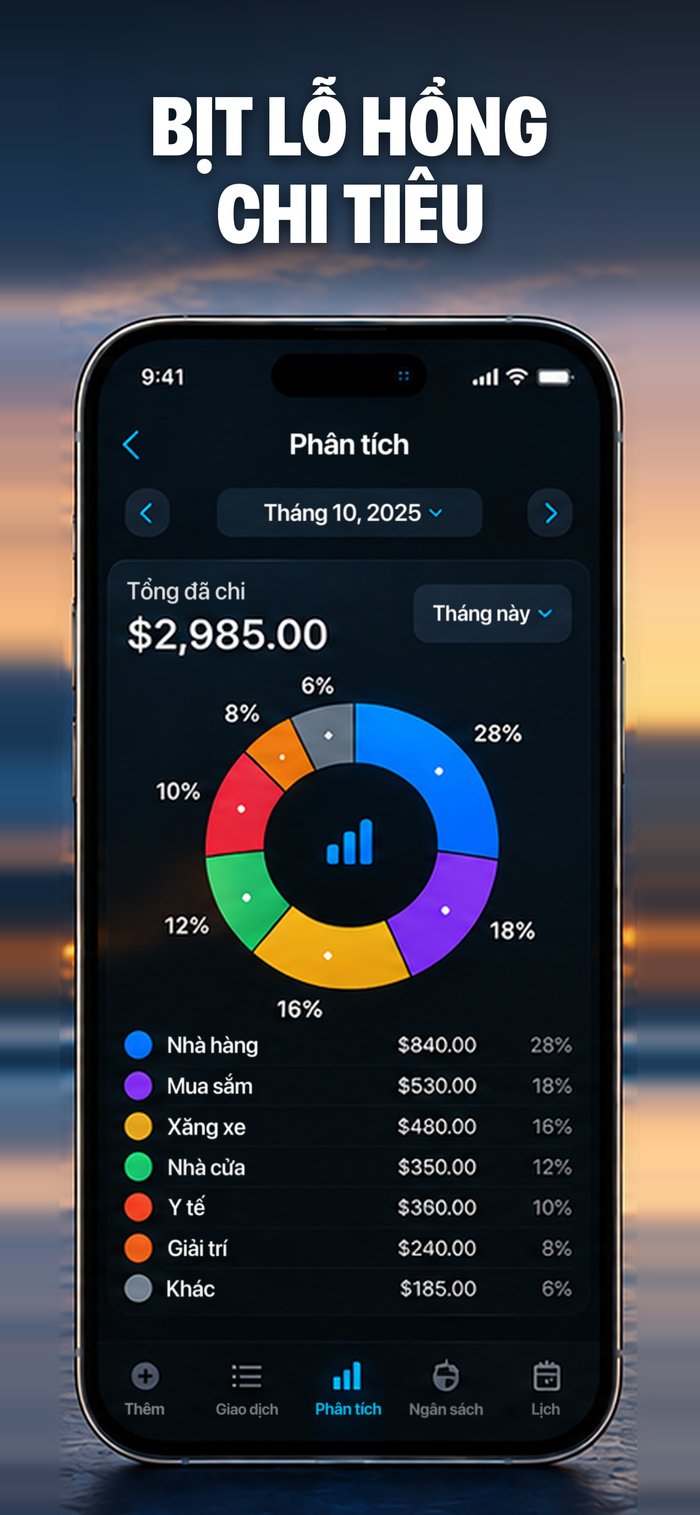 BỊT LỖ HỔNG
CHI TIÊU
9:41
Phân tích
Tháng 10, 2025
Tổng đã chi
$2,985.00
Tháng này
6%
8%
28%
10%
12%
18%
16%
Nhà hàng $840.00 28%
Mua sắm $530.00 18%
Xăng xe $480.00 16%
Nhà cửa $350.00 12%
Y tế $360.00 10%
Giải trí $240.00 8%
Khác $185.00 6%
Thêm Giao dịch Phân tích Ngân sách Lịch